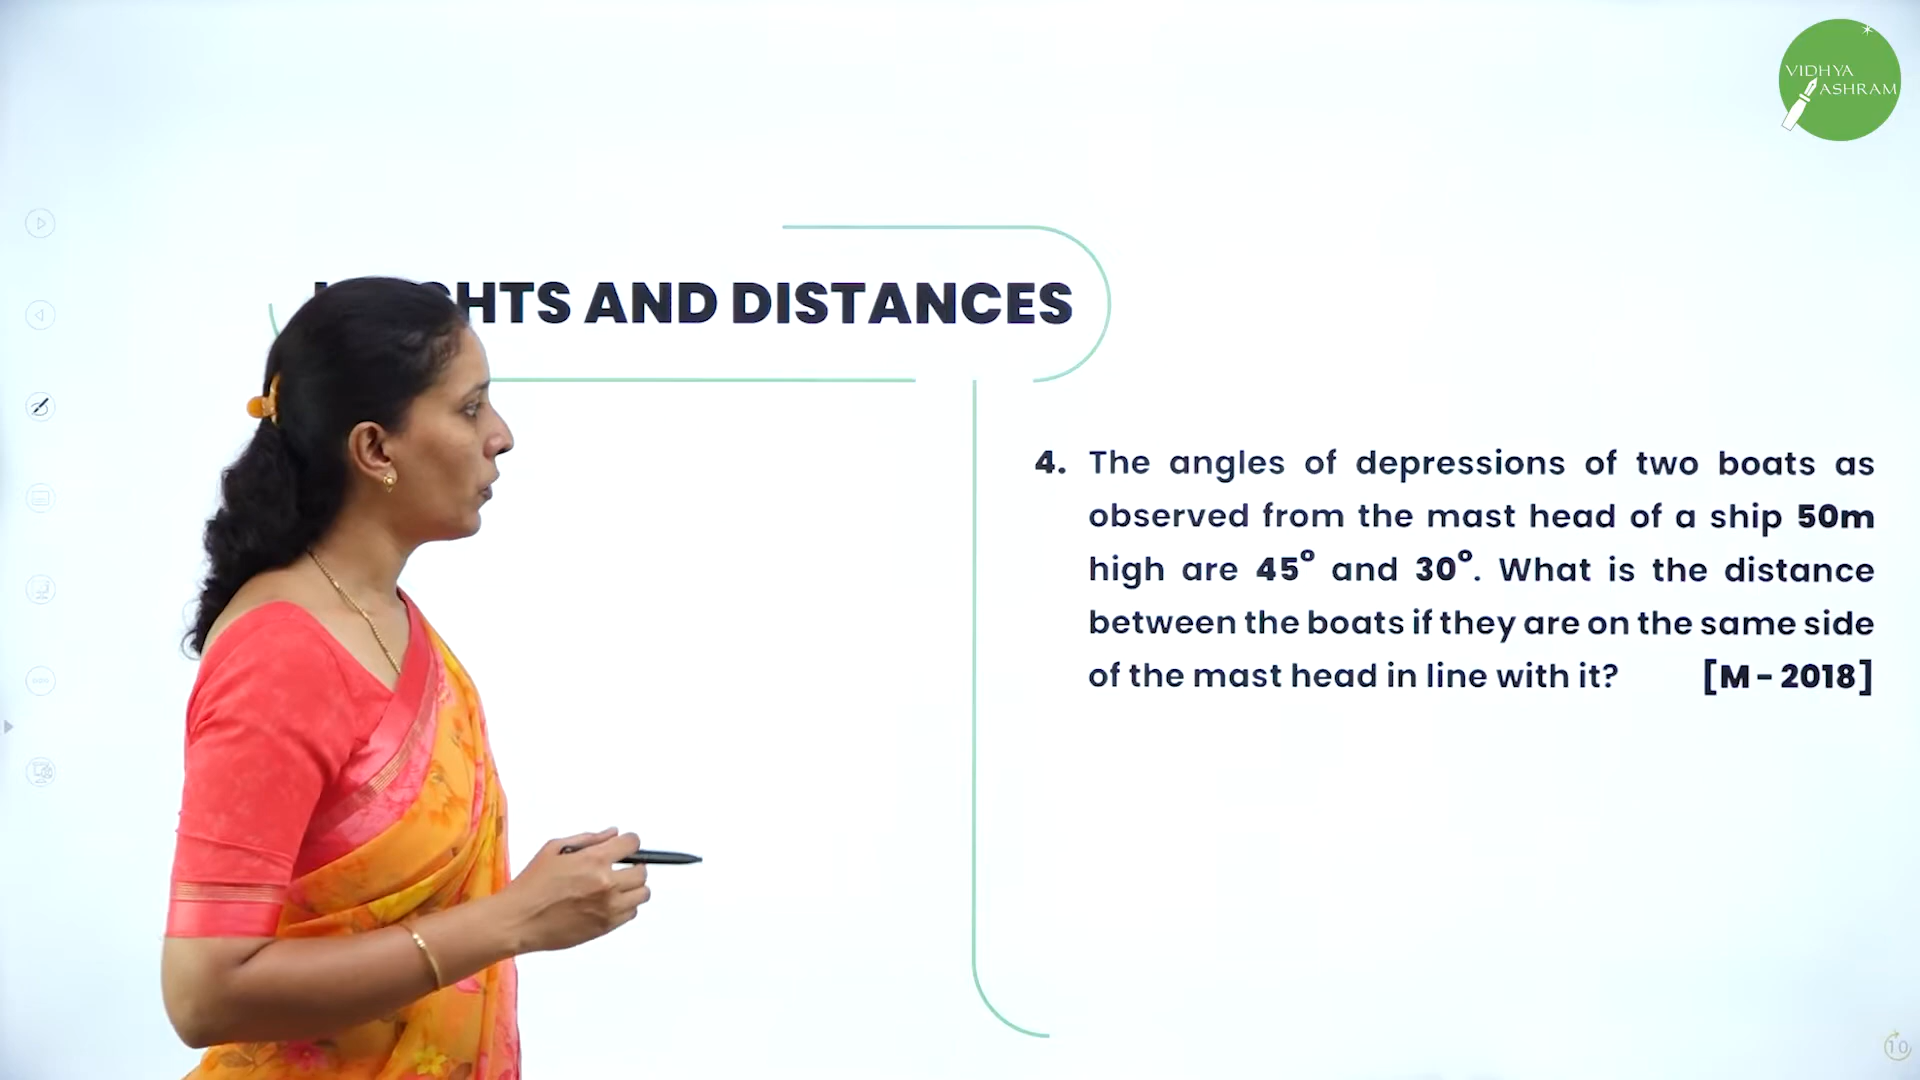 VIDHYA
ASHRAM
HTS AND DISTANCES
4. The angles of depressions of two boats as
observed from the mast head of a ship 50m
high are 45° and 30°. What is the distance
between the boats if they are on the same side
of the mast head in line with it? [M - 2018]
10